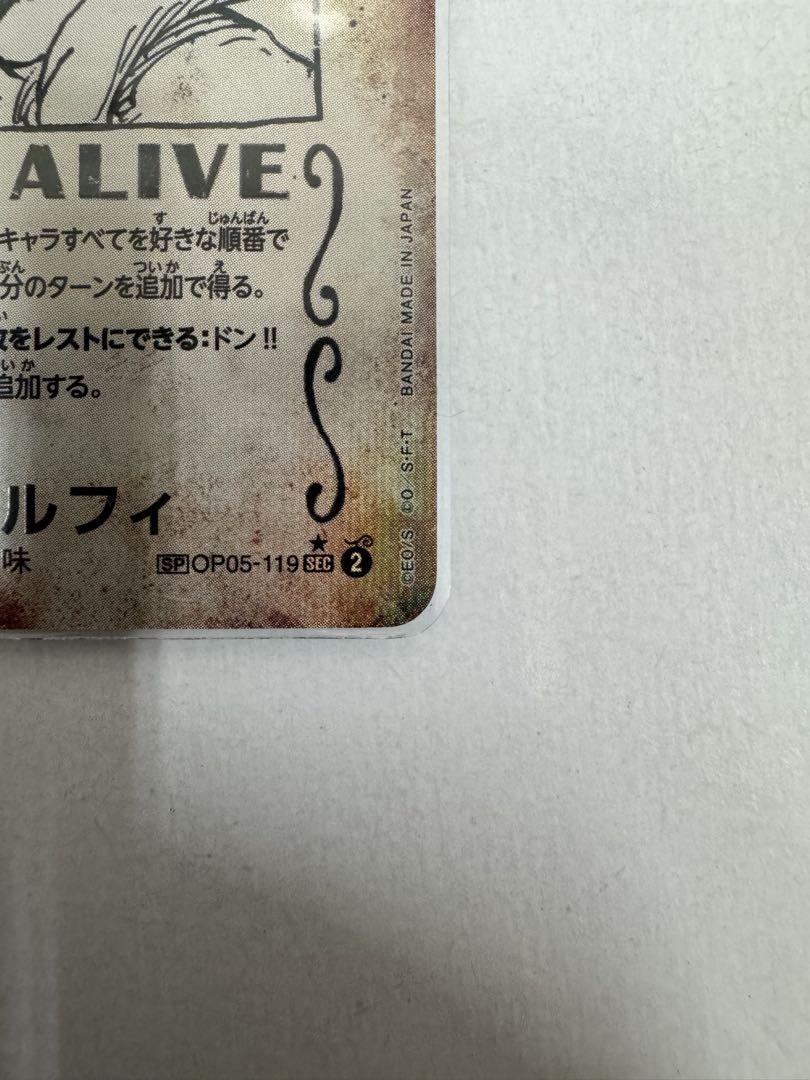 ALIVE
キャラすべてを好きな順番で
分のターンを追加で得る。
をレストにできる:ドン!!
追加する。
ルフィ
味
SP OP05-119 SEC 2
©EO/S ©O/S·F·T BANDAI MADE IN JAPAN